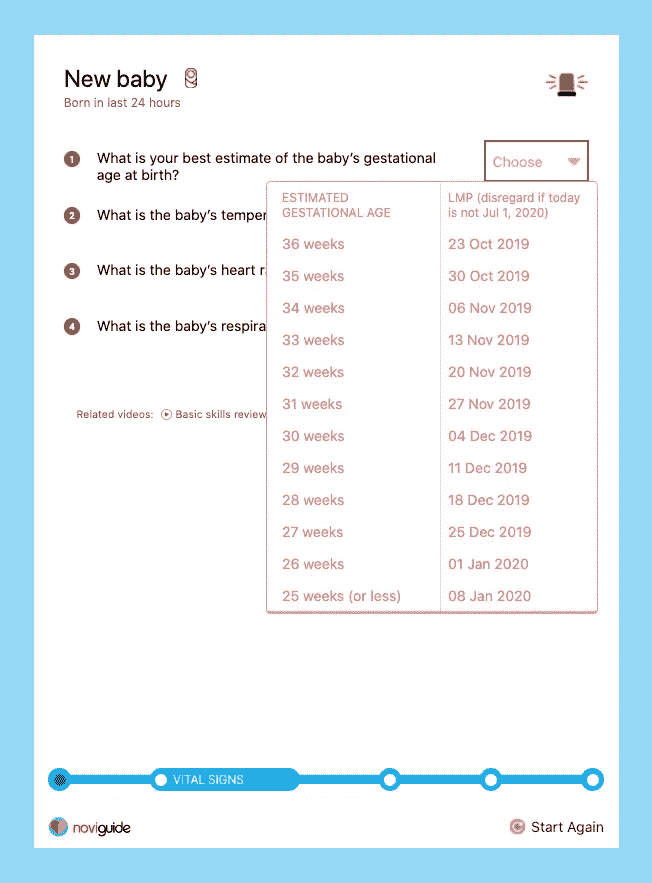 New baby
Born in last 24 hours
1 What is your best estimate of the baby's gestational
age at birth?
Choose
2 What is the baby's temper
3 What is the baby's heart r
4 What is the baby's respira
Related videos: Basic skills review
ESTIMATED
GESTATIONAL AGE
LMP (disregard if today
is not Jul 1, 2020)
36 weeks 23 Oct 2019
35 weeks 30 Oct 2019
34 weeks 06 Nov 2019
33 weeks 13 Nov 2019
32 weeks 20 Nov 2019
31 weeks 27 Nov 2019
30 weeks 04 Dec 2019
29 weeks 11 Dec 2019
28 weeks 18 Dec 2019
27 weeks 25 Dec 2019
26 weeks 01 Jan 2020
25 weeks (or less) 08 Jan 2020
VITAL SIGNS
noviguide
Start Again